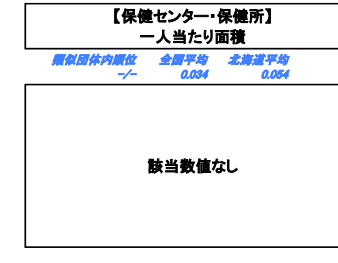 【保健センター・保健所】
一人当たり面積
類似団体内順位 全国平均 北海道平均
-/- 0.034 0.054
該当数値なし